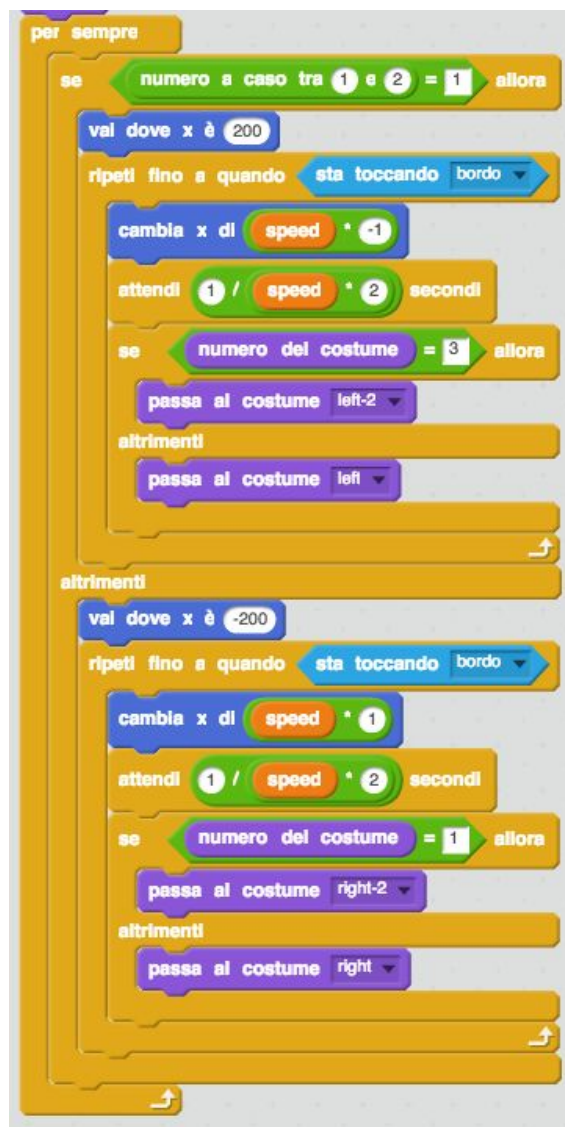 per sempre
se numero a caso tra 1 e 2 = 1 allora
vai dove x è 200
ripeti fino a quando sta toccando bordo
cambia x di speed * -1
attendi 1 / speed * 2 secondi
se numero del costume = 3 allora
passa al costume left-2
altrimenti
passa al costume left
altrimenti
vai dove x è -200
ripeti fino a quando sta toccando bordo
cambia x di speed * 1
attendi 1 / speed * 2 secondi
se numero del costume = 1 allora
passa al costume right-2
altrimenti
passa al costume right